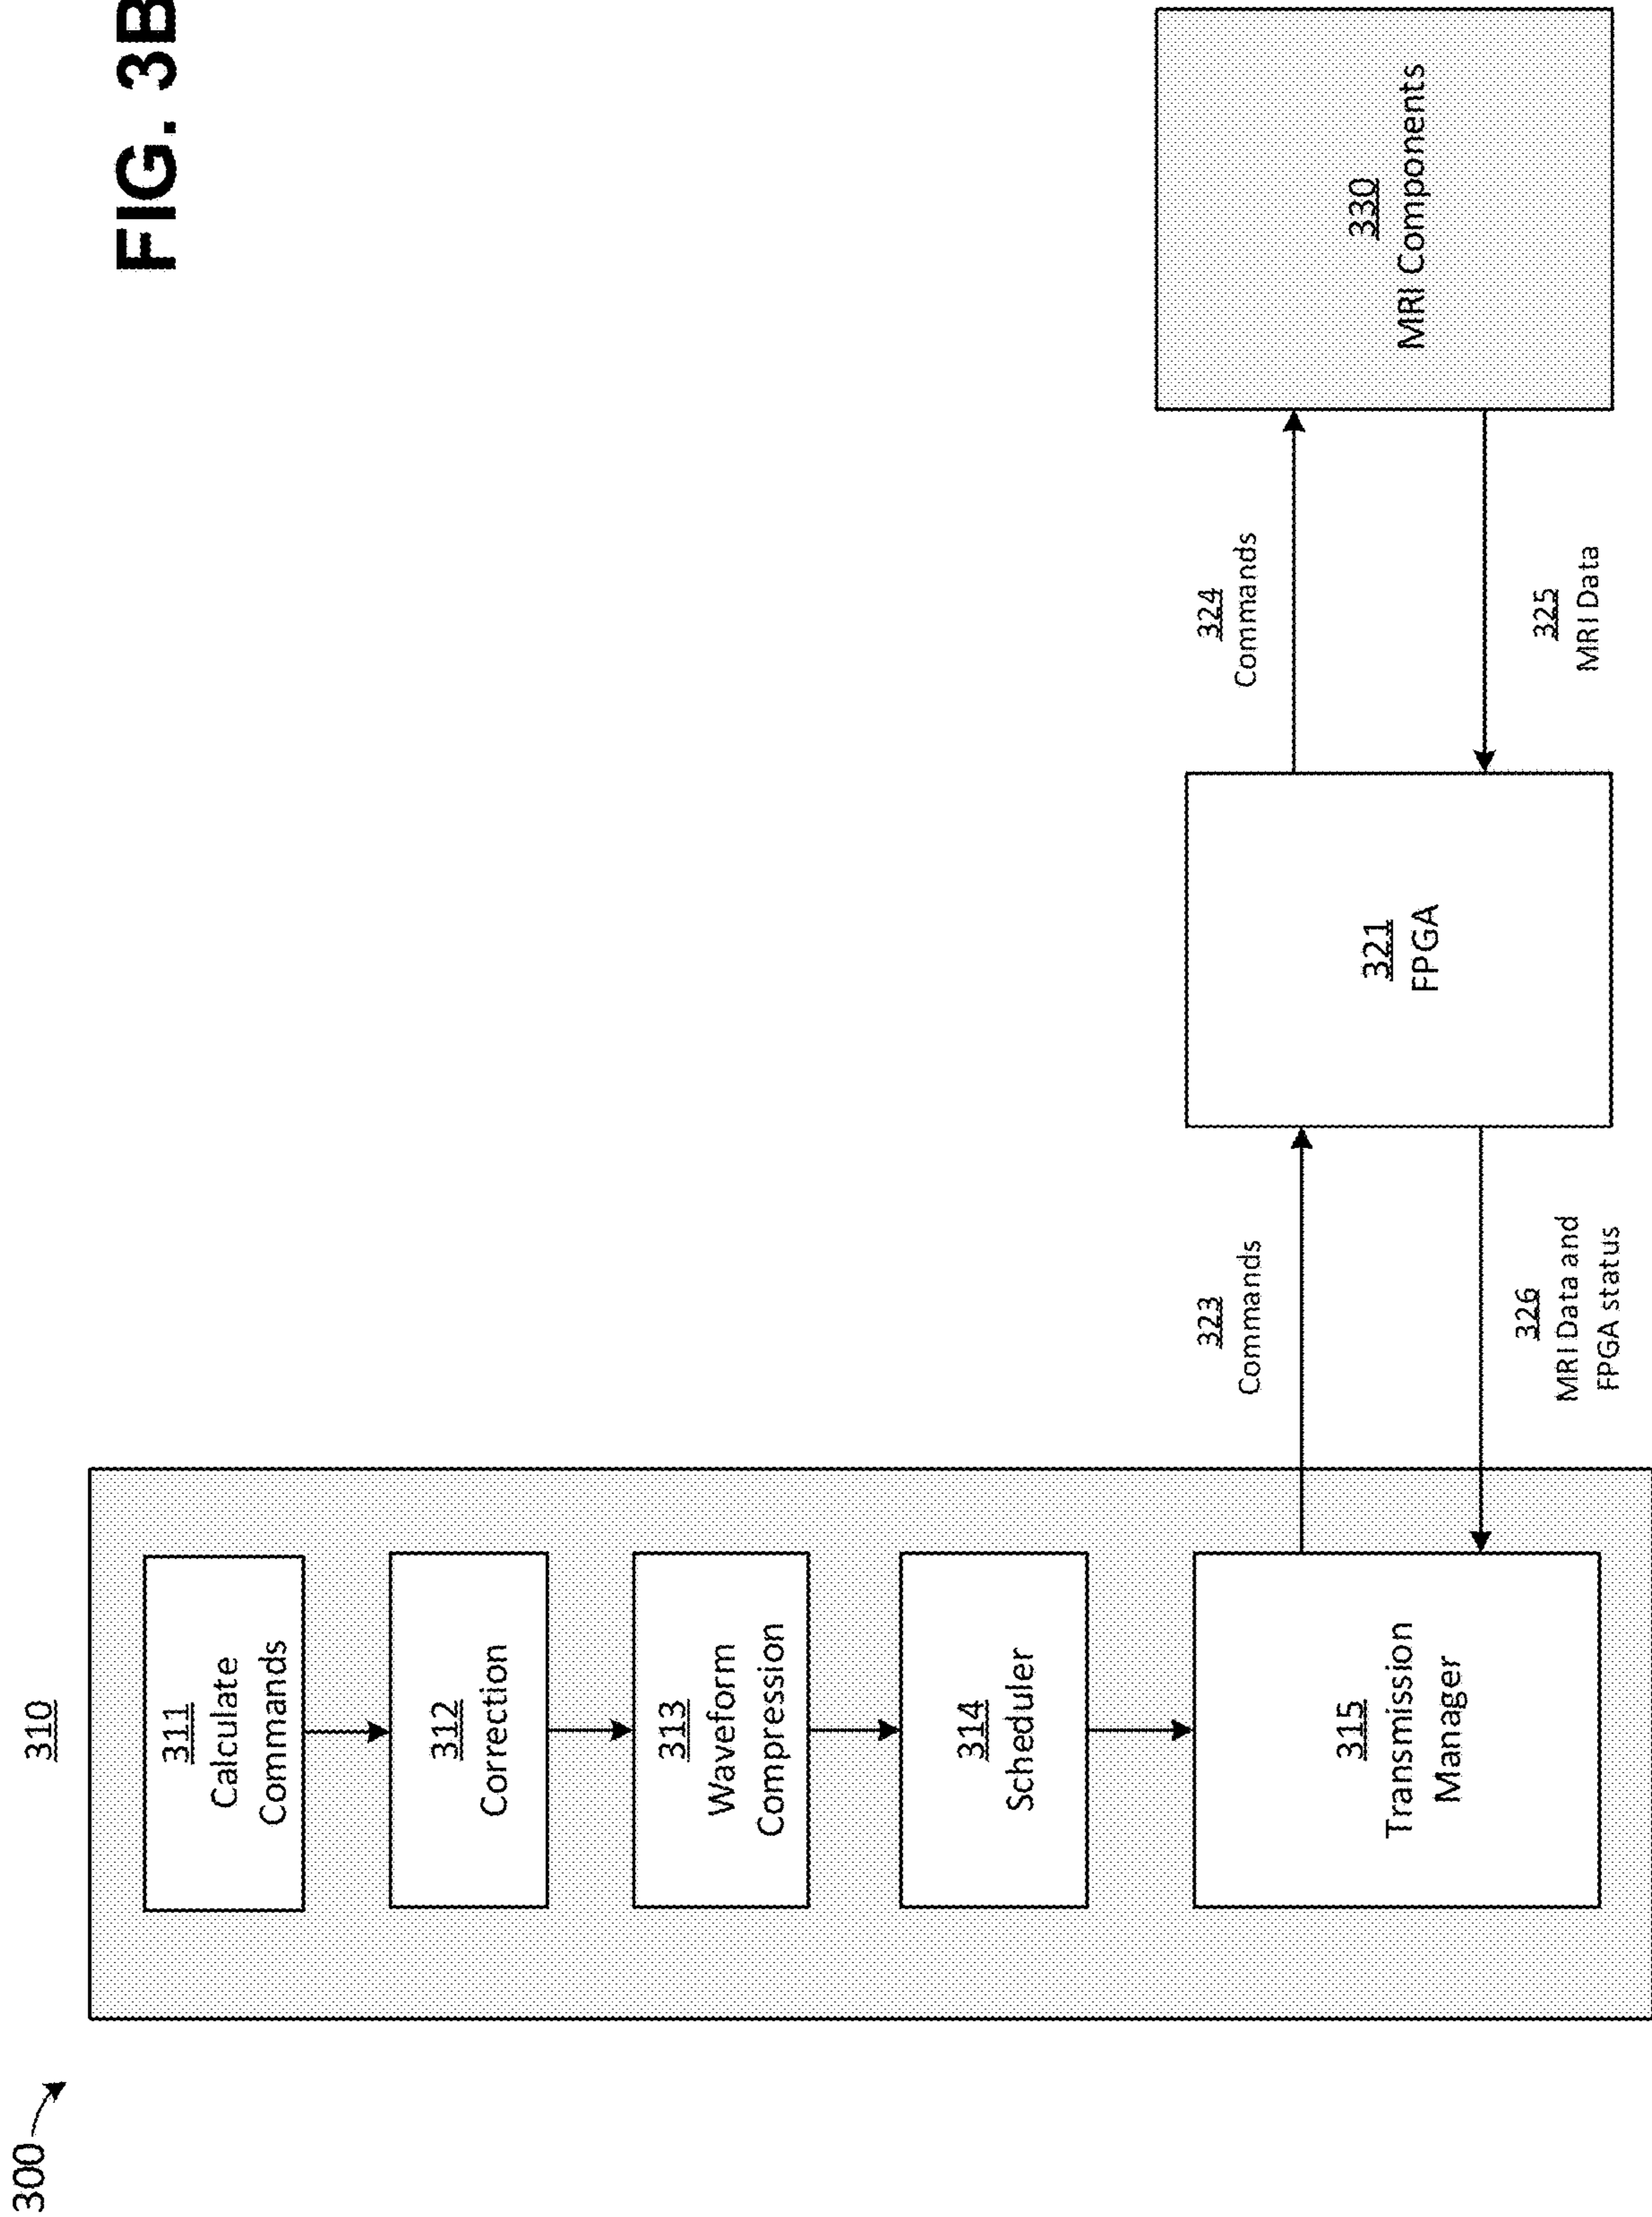 300
310
311
Calculate
Commands
312
Correction
313
Waveform
Compression
314
Scheduler
315
Transmission
Manager
323
Commands
326
MRI Data and
FPGA status
321
FPGA
324
Commands
325
MRI Data
330
MRI Components
FIG. 3B